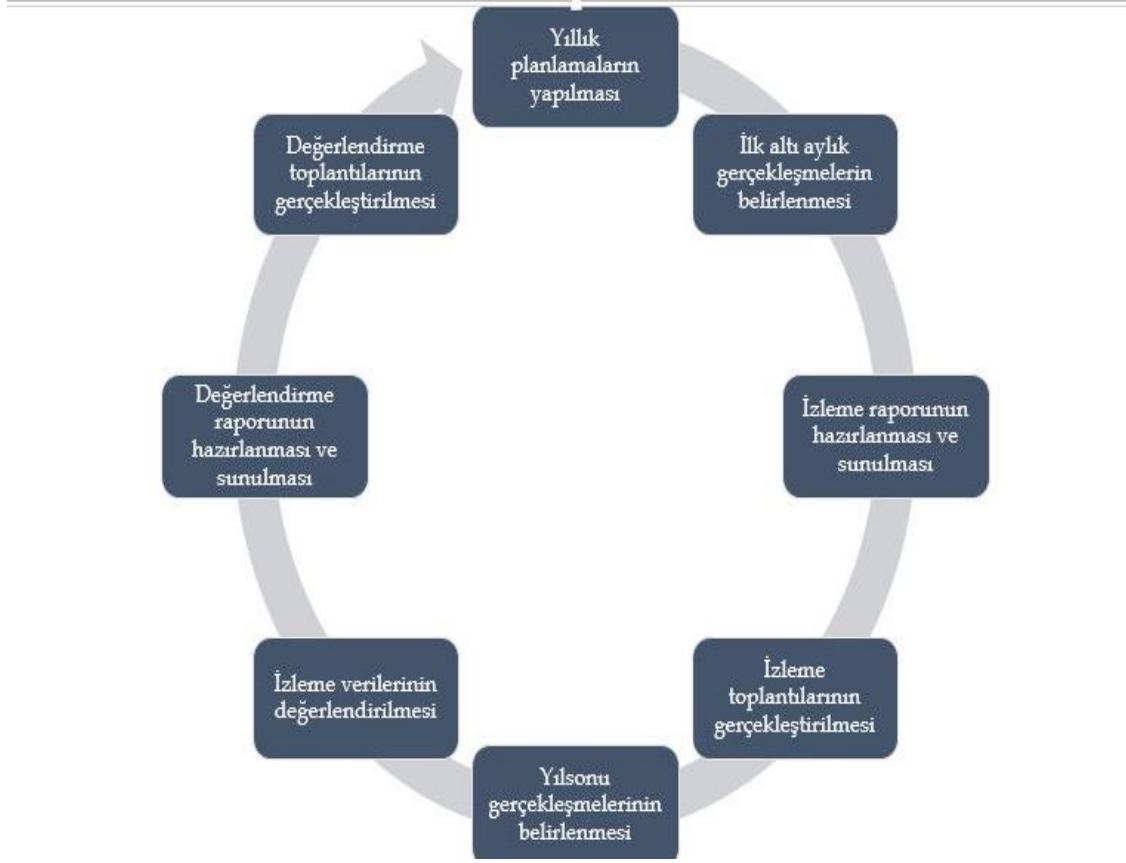 Yıllık
planlamaların
yapılması
İlk altı aylık
gerçekleşmelerin
belirlenmesi
İzleme raporunun
hazırlanması ve
sunulması
İzleme
toplantılarının
gerçekleştirilmesi
Yılsonu
gerçekleşmelerinin
belirlenmesi
İzleme verilerinin
değerlendirilmesi
Değerlendirme
raporunun
hazırlanması ve
sunulması
Değerlendirme
toplantılarının
gerçekleştirilmesi